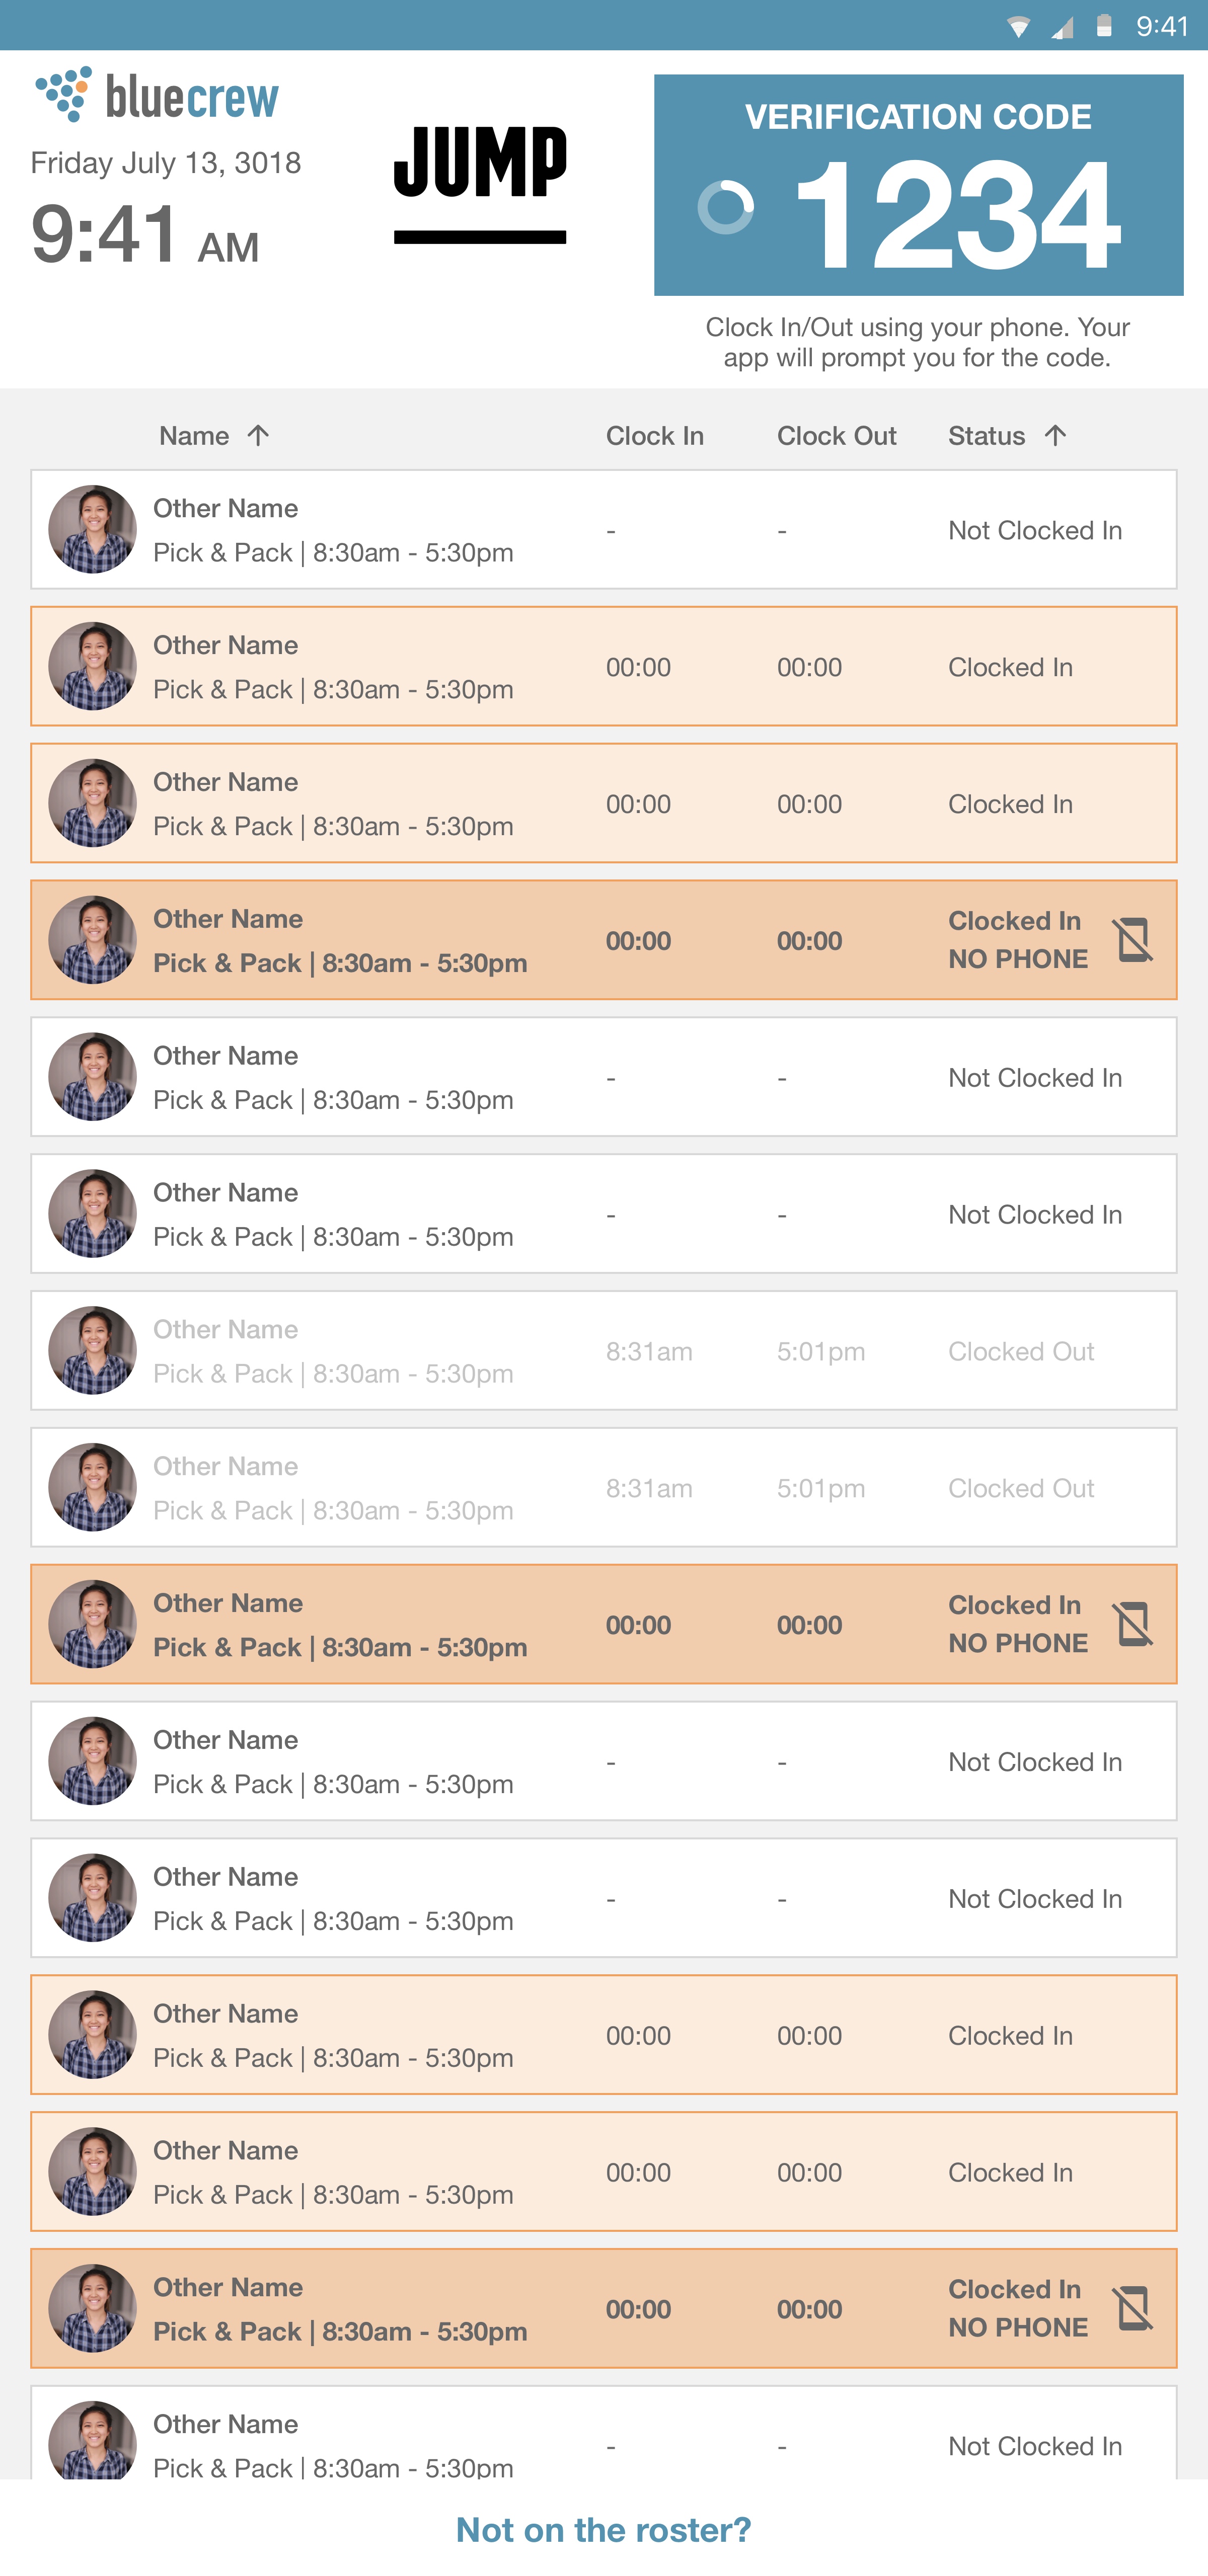 9:41
bluecrew
Friday July 13, 3018
9:41 AM
JUMP
VERIFICATION CODE
1234
Clock In/Out using your phone. Your
app will prompt you for the code.
Name ↑ Clock In Clock Out Status ↑
Other Name
Pick & Pack | 8:30am - 5:30pm
- - Not Clocked In
Other Name
Pick & Pack | 8:30am - 5:30pm
00:00 00:00 Clocked In
Other Name
Pick & Pack | 8:30am - 5:30pm
00:00 00:00 Clocked In
Other Name
Pick & Pack | 8:30am - 5:30pm
00:00 00:00 Clocked In
NO PHONE
Other Name
Pick & Pack | 8:30am - 5:30pm
- - Not Clocked In
Other Name
Pick & Pack | 8:30am - 5:30pm
- - Not Clocked In
Other Name
Pick & Pack | 8:30am - 5:30pm
8:31am 5:01pm Clocked Out
Other Name
Pick & Pack | 8:30am - 5:30pm
8:31am 5:01pm Clocked Out
Other Name
Pick & Pack | 8:30am - 5:30pm
00:00 00:00 Clocked In
NO PHONE
Other Name
Pick & Pack | 8:30am - 5:30pm
- - Not Clocked In
Other Name
Pick & Pack | 8:30am - 5:30pm
- - Not Clocked In
Other Name
Pick & Pack | 8:30am - 5:30pm
00:00 00:00 Clocked In
Other Name
Pick & Pack | 8:30am - 5:30pm
00:00 00:00 Clocked In
Other Name
Pick & Pack | 8:30am - 5:30pm
00:00 00:00 Clocked In
NO PHONE
Other Name
Pick & Pack | 8:30am - 5:30pm
- - Not Clocked In
Not on the roster?